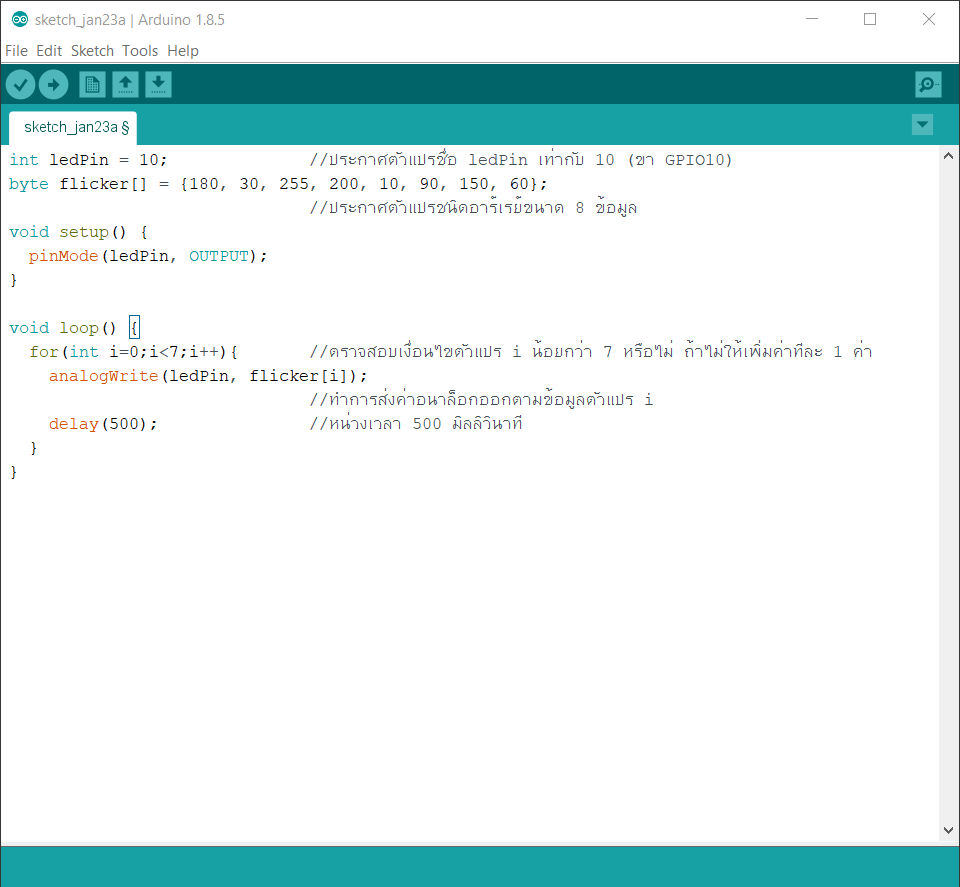 sketch_jan23a | Arduino 1.8.5
File Edit Sketch Tools Help
sketch_jan23a §
int ledPin = 10; //ประกาศตัวแปรชื่อ ledPin เท่ากับ 10 (ขา GPIO10)
byte flicker[] = {180, 30, 255, 200, 10, 90, 150, 60};
//ประกาศตัวแปรชนิดอาร์เรย์ขนาด 8 ข้อมูล
void setup() {
pinMode(ledPin, OUTPUT);
}
void loop() {
for(int i=0;i<7;i++){ //ตรวจสอบเงื่อนไขตัวแปร i น้อยกว่า 7 หรือไม่ ถ้าไม่ให้เพิ่มค่าทีละ 1 ค่า
analogWrite(ledPin, flicker[i]);
//ทำการส่งค่าอนาล็อกออกตามข้อมูลตัวแปร i
delay(500); //หน่วงเวลา 500 มิลลิวินาที
}
}